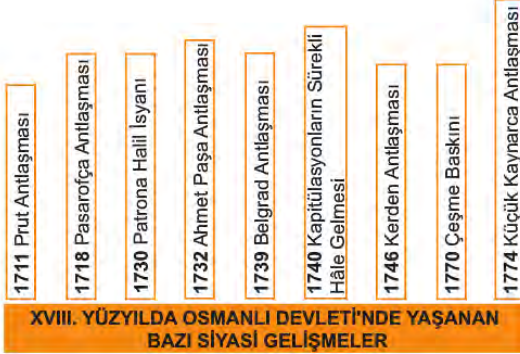 1711 Prut Antlaşması
1718 Pasarofça Antlaşması
1730 Patrona Halil İsyanı
1732 Ahmet Paşa Antlaşması
1739 Belgrad Antlaşması
1740 Kapitülasyonların Sürekli
Hâle Gelmesi
1746 Kerden Antlaşması
1770 Çeşme Baskını
1774 Küçük Kaynarca Antlaşması
XVIII. YÜZYILDA OSMANLI DEVLETİ'NDE YAŞANAN
BAZI SİYASİ GELİŞMELER